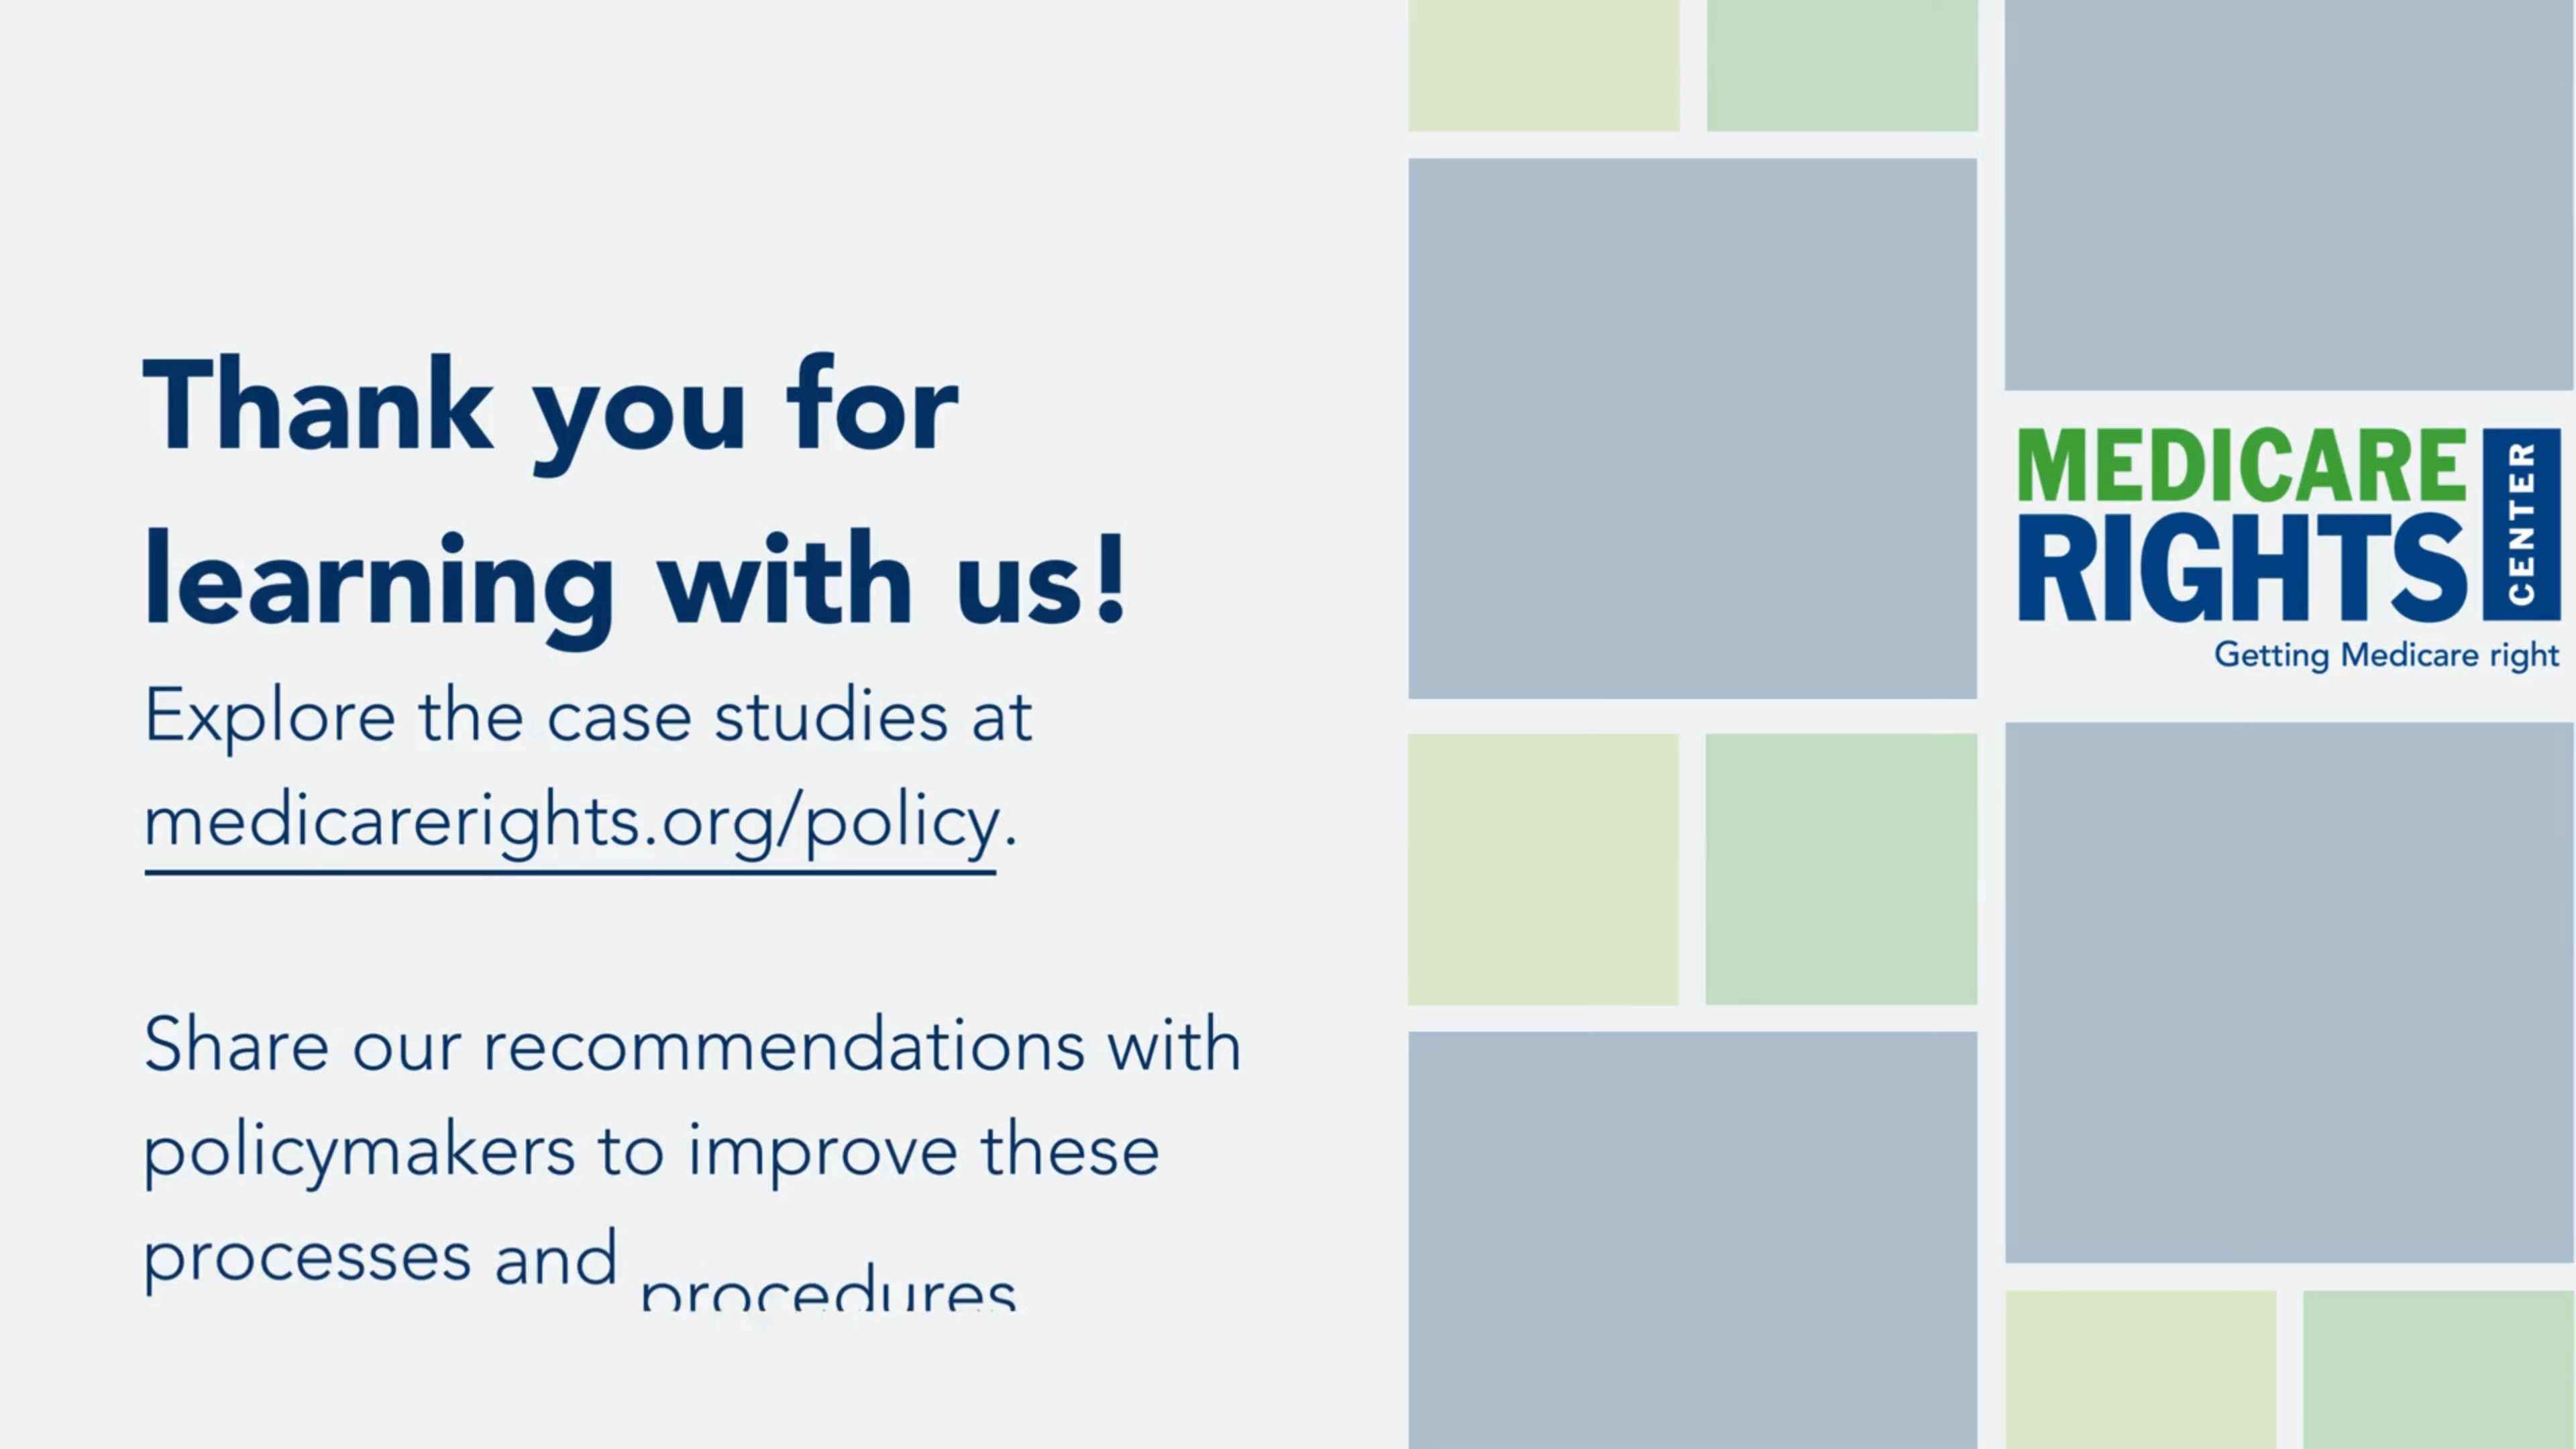 Thank you for
learning with us!
Explore the case studies at
medicarerights.org/policy.
Share our recommendations with
policymakers to improve these
processes and procedures
MEDICARE
RIGHTS
CENTER
Getting Medicare right